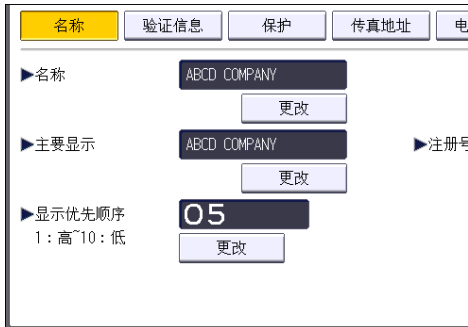 名称 验证信息 保护 传真地址 电
▶名称 ABCD COMPANY
更改
▶主要显示 ABCD COMPANY ▶注册号
更改
▶显示优先顺序 05
1：高~10：低 更改